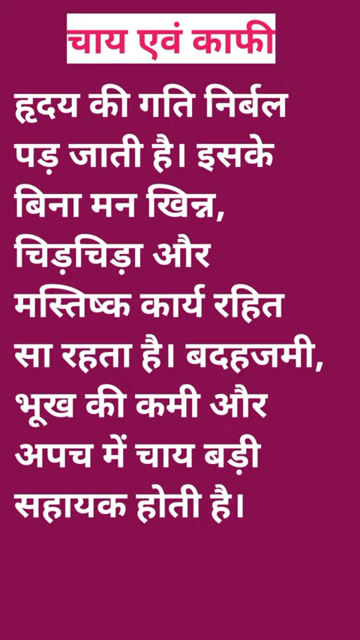 चाय एवं काफी
हृदय की गति निर्बल
पड़ जाती है। इसके
बिना मन खिन्न,
चिड़चिड़ा और
मस्तिष्क कार्य रहित
सा रहता है। बदहजमी,
भूख की कमी और
अपच में चाय बड़ी
सहायक होती है।